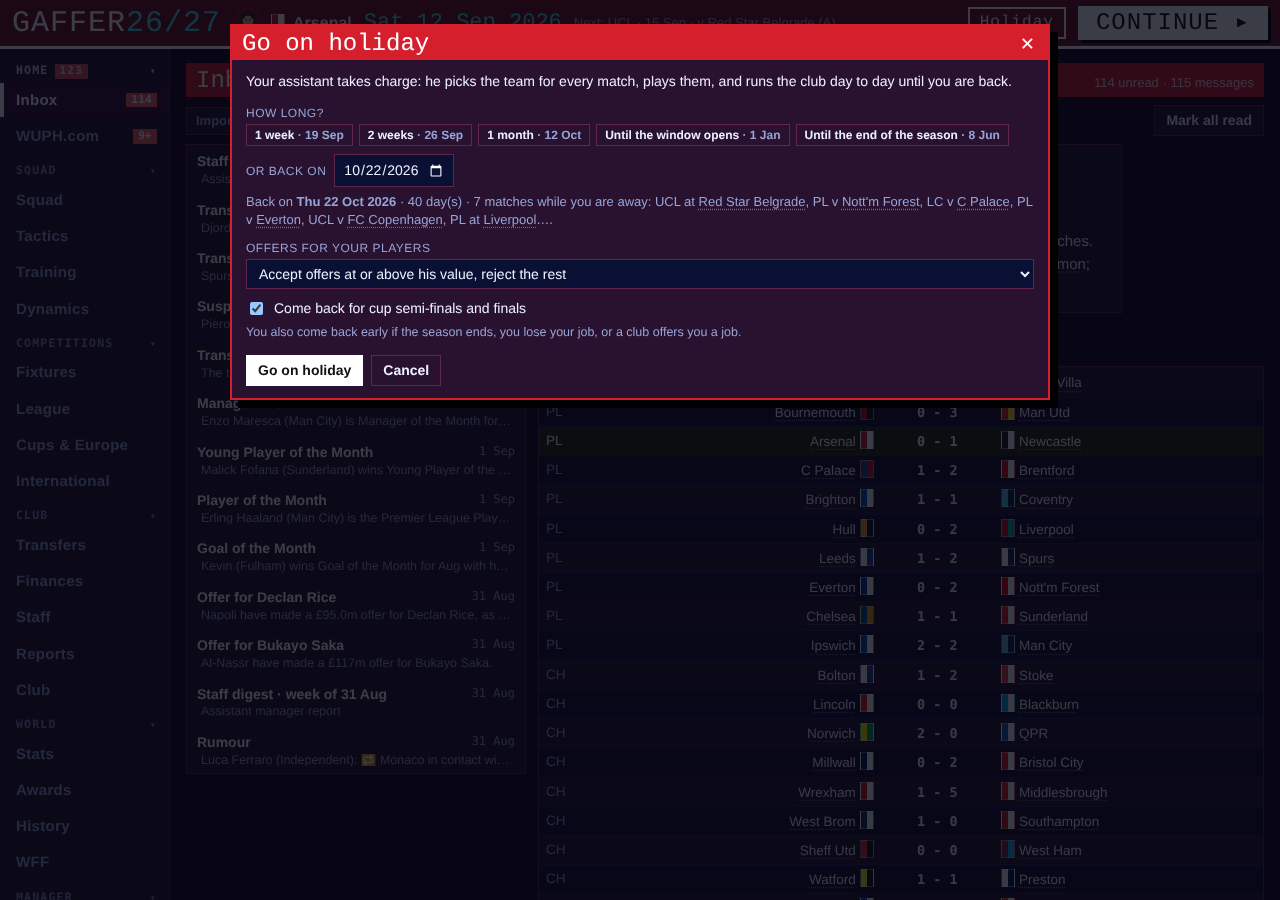 GAFFER26/27 Arsenal Sat 12 Sep 2026 Next: UCL · 15 Sep · v Red Star Belgrade (A) Holiday CONTINUE ▶
Go on holiday ✕
Your assistant takes charge: he picks the team for every match, plays them, and runs the club day to day until you are back.
HOW LONG?
1 week · 19 Sep 2 weeks · 26 Sep 1 month · 12 Oct Until the window opens · 1 Jan Until the end of the season · 8 Jun
OR BACK ON 10/22/2026
Back on Thu 22 Oct 2026 · 40 day(s) · 7 matches while you are away: UCL at Red Star Belgrade, PL v Nott'm Forest, LC v C Palace, PL
v Everton, UCL v FC Copenhagen, PL at Liverpool….
OFFERS FOR YOUR PLAYERS
Accept offers at or above his value, reject the rest
Come back for cup semi-finals and finals
You also come back early if the season ends, you lose your job, or a club offers you a job.
Go on holiday Cancel
HOME 123
Inbox 114
WUPH.com 9+
SQUAD
Squad
Tactics
Training
Dynamics
COMPETITIONS
Fixtures
League
Cups & Europe
International
CLUB
Transfers
Finances
Staff
Reports
Club
WORLD
Stats
Awards
History
WFF
MANAGER
114 unread · 115 messages
Mark all read
Staff
Enzo Maresca (Man City) is Manager of the Month for…
Young Player of the Month 1 Sep
Malick Fofana (Sunderland) wins Young Player of the …
Player of the Month 1 Sep
Erling Haaland (Man City) is the Premier League Play…
Goal of the Month 1 Sep
Kevin (Fulham) wins Goal of the Month for Aug with h…
Offer for Declan Rice 31 Aug
Napoli have made a £95.0m offer for Declan Rice, as …
Offer for Bukayo Saka 31 Aug
Al-Nassr have made a £117m offer for Bukayo Saka.
Staff digest · week of 31 Aug 31 Aug
Assistant manager report
Rumour 31 Aug
Luca Ferraro (Independent): Monaco in contact wi…
Villa
PL Bournemouth 0 - 3 Man Utd
PL Arsenal 0 - 1 Newcastle
PL C Palace 1 - 2 Brentford
PL Brighton 1 - 1 Coventry
PL Hull 0 - 2 Liverpool
PL Leeds 1 - 2 Spurs
PL Everton 0 - 2 Nott'm Forest
PL Chelsea 1 - 1 Sunderland
PL Ipswich 2 - 2 Man City
CH Bolton 1 - 2 Stoke
CH Lincoln 0 - 0 Blackburn
CH Norwich 2 - 0 QPR
CH Millwall 0 - 2 Bristol City
CH Wrexham 1 - 5 Middlesbrough
CH West Brom 1 - 0 Southampton
CH Sheff Utd 0 - 0 West Ham
CH Watford 1 - 1 Preston